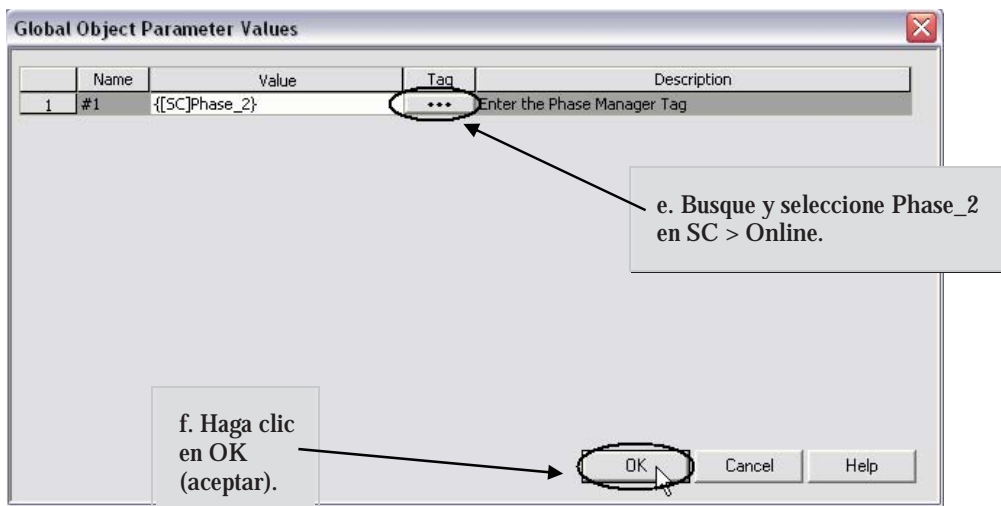 Global Object Parameter Values
Name Value Tag Description
1 #1 {[SC]Phase_2} ••• Enter the Phase Manager Tag
e. Busque y seleccione Phase_2
en SC > Online.
f. Haga clic
en OK
(aceptar).
OK Cancel Help